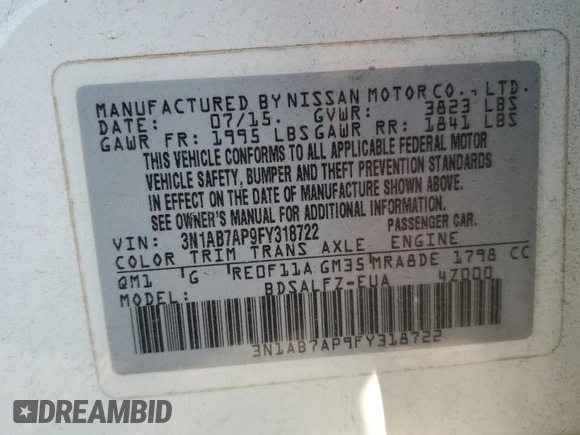 MANUFACTURED BY NISSAN MOTOR CO., LTD.
DATE: 07/15. GVWR: 3823 LBS
GAWR FR: 1995 LBS GAWR RR: 1841 LBS
THIS VEHICLE CONFORMS TO ALL APPLICABLE FEDERAL MOTOR
VEHICLE SAFETY, BUMPER AND THEFT PREVENTION STANDARDS
IN EFFECT ON THE DATE OF MANUFACTURE SHOWN ABOVE.
SEE OWNER'S MANUAL FOR ADDITIONAL INFORMATION.
VIN: 3N1AB7AP9FY318722 PASSENGER CAR.
COLOR TRIM TRANS AXLE ENGINE
QM1 'G RE0F11A GM35 MRA8DE 1798 CC
MODEL: BDSALFZ-EUA 4Z000
3N1AB7AP9FY318722
DREAMBID